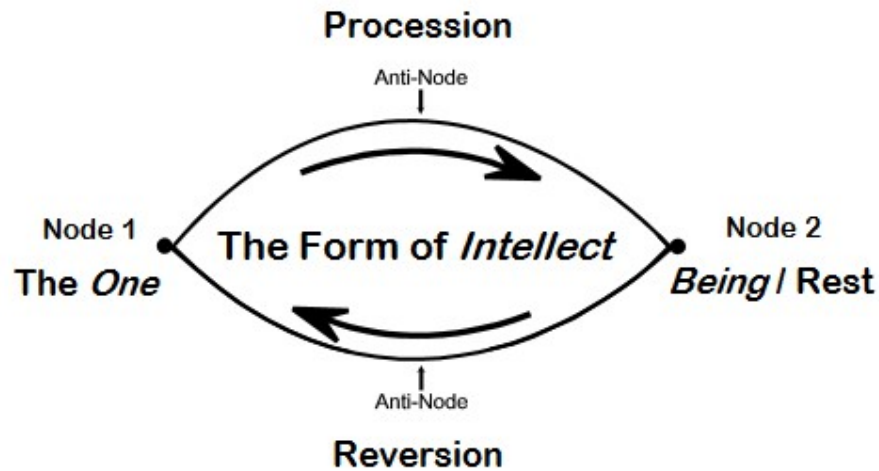 Procession
Anti-Node
Node 1
The One
The Form of Intellect
Node 2
Being / Rest
Anti-Node
Reversion